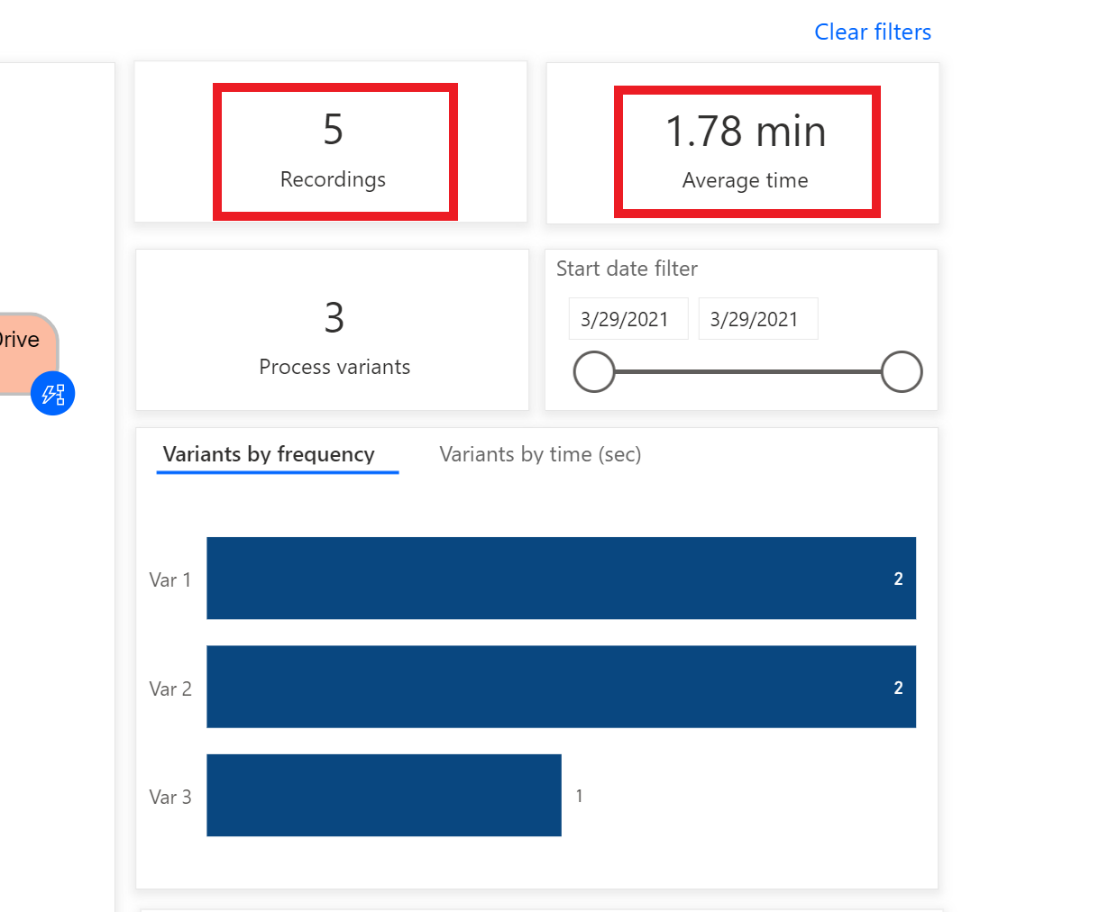 Clear filters
5
Recordings
1.78 min
Average time
3
Process variants
Start date filter
3/29/2021 3/29/2021
Drive
Variants by frequency Variants by time (sec)
Var 1 2
Var 2 2
Var 3 1